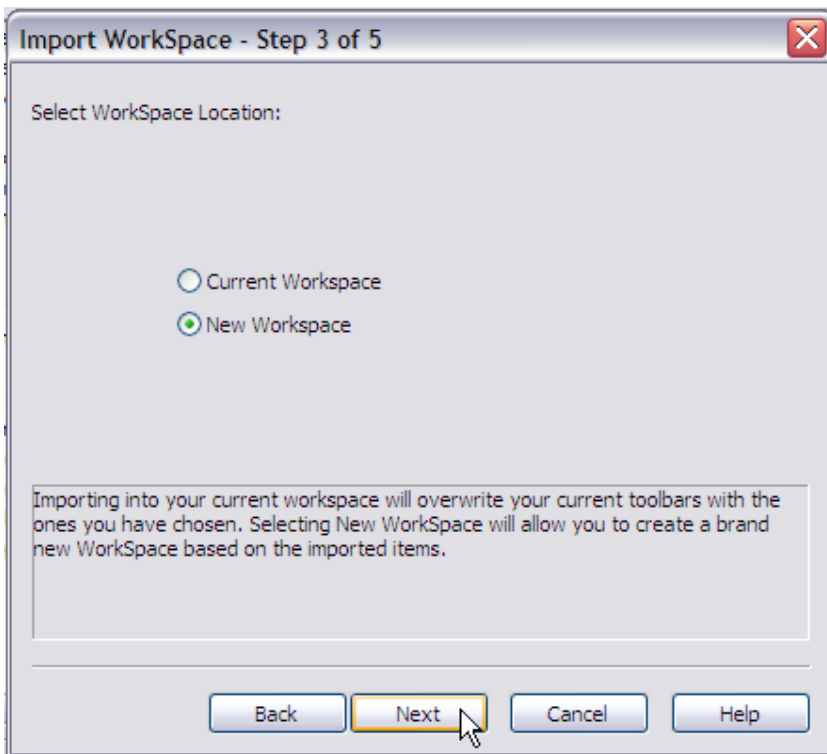 Import WorkSpace - Step 3 of 5
Select WorkSpace Location:
Current Workspace
New Workspace
Importing into your current workspace will overwrite your current toolbars with the
ones you have chosen. Selecting New WorkSpace will allow you to create a brand
new WorkSpace based on the imported items.
Back Next Cancel Help